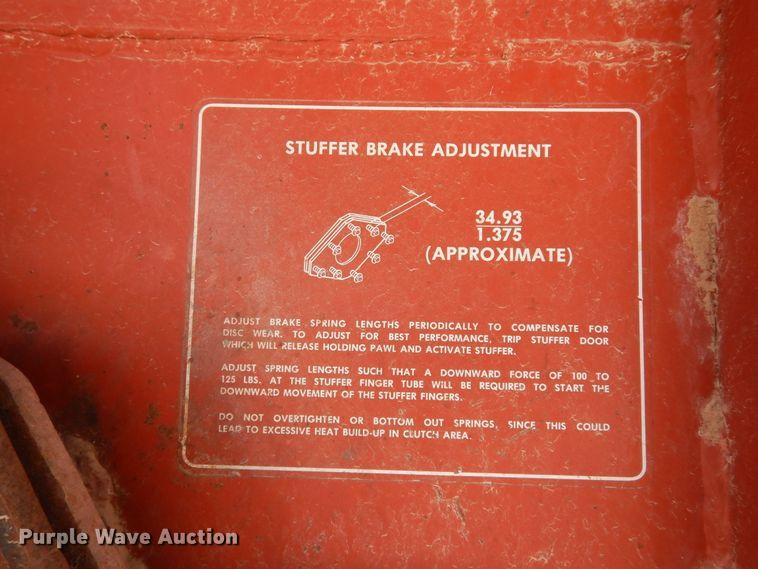 STUFFER BRAKE ADJUSTMENT
34.93
1.375
(APPROXIMATE)
ADJUST BRAKE SPRING LENGTHS PERIODICALLY TO COMPENSATE FOR
DISC WEAR. TO ADJUST FOR BEST PERFORMANCE, TRIP STUFFER DOOR
WHICH WILL RELEASE HOLDING PAWL AND ACTIVATE STUFFER.
ADJUST SPRING LENGTHS SUCH THAT A DOWNWARD FORCE OF 100 TO
125 LBS. AT THE STUFFER FINGER TUBE WILL BE REQUIRED TO START THE
DOWNWARD MOVEMENT OF THE STUFFER FINGERS.
DO NOT OVERTIGHTEN OR BOTTOM OUT SPRINGS, SINCE THIS COULD
LEAD TO EXCESSIVE HEAT BUILD-UP IN CLUTCH AREA.
Purple Wave Auction